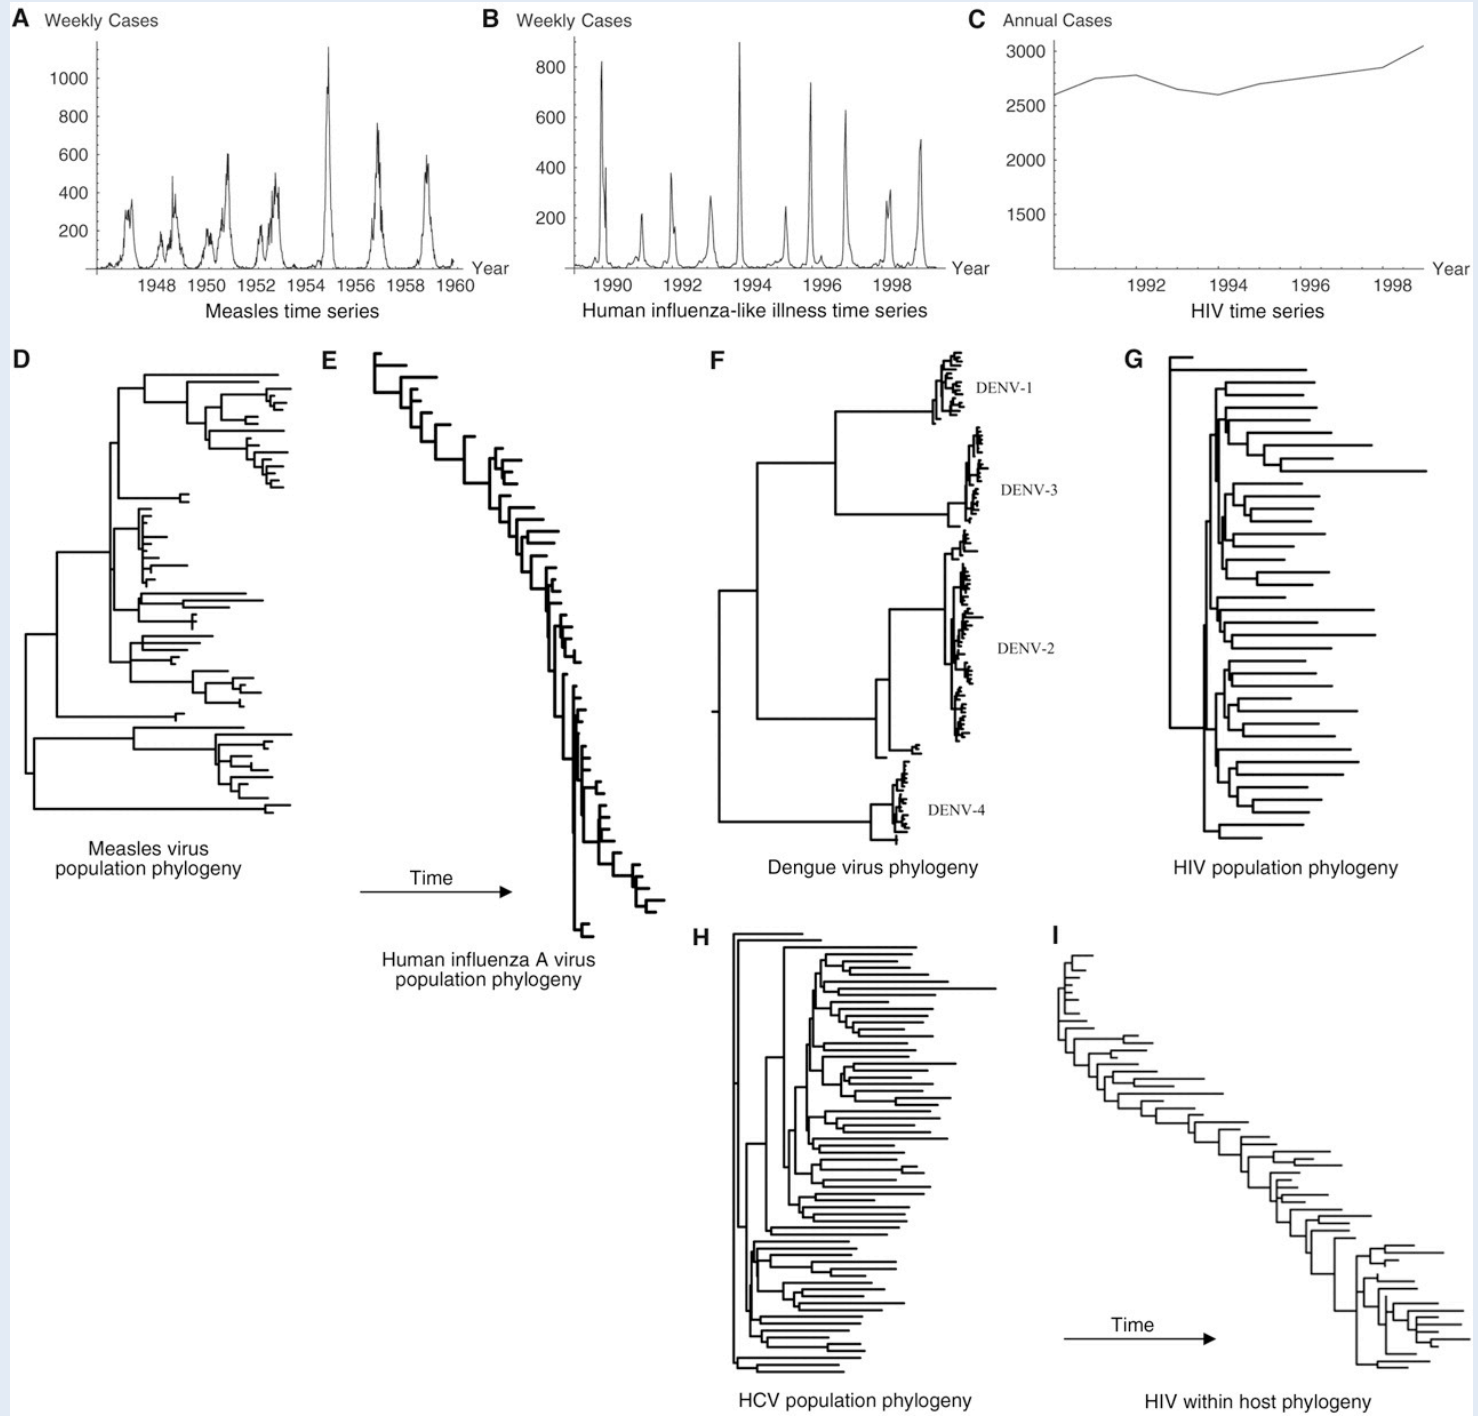 A Weekly Cases
1000
800
600
400
200
Year
1948 1950 1952 1954 1956 1958 1960
Measles time series
B Weekly Cases
800
600
400
200
Year
1990 1992 1994 1996 1998
Human influenza-like illness time series
C Annual Cases
3000
2500
2000
1500
Year
1992 1994 1996 1998
HIV time series
D
Measles virus
population phylogeny
E
Time
Human influenza A virus
population phylogeny
F
DENV-1
DENV-3
DENV-2
DENV-4
Dengue virus phylogeny
G
HIV population phylogeny
H
HCV population phylogeny
I
Time
HIV within host phylogeny